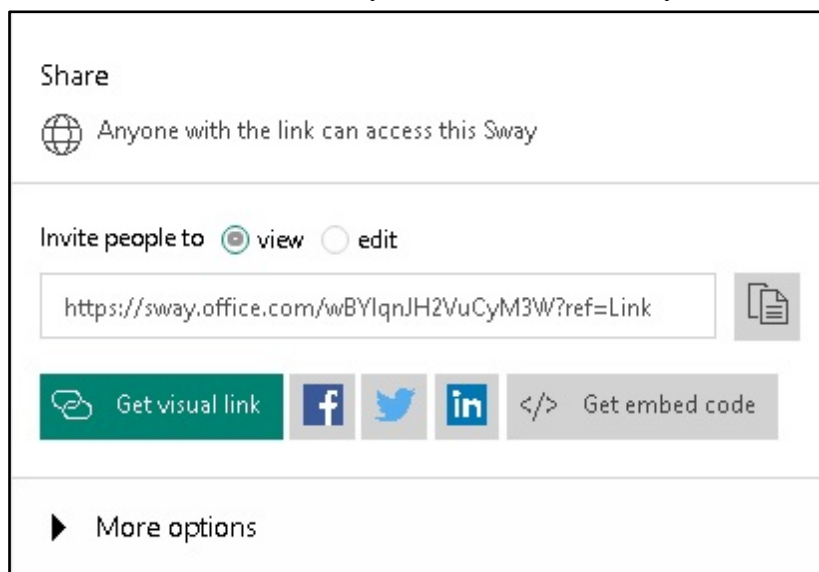 Share
Anyone with the link can access this Sway
Invite people to view edit
https://sway.office.com/wBYlqnJH2VuCyM3W?ref=Link
Get visual link f in </> Get embed code
More options